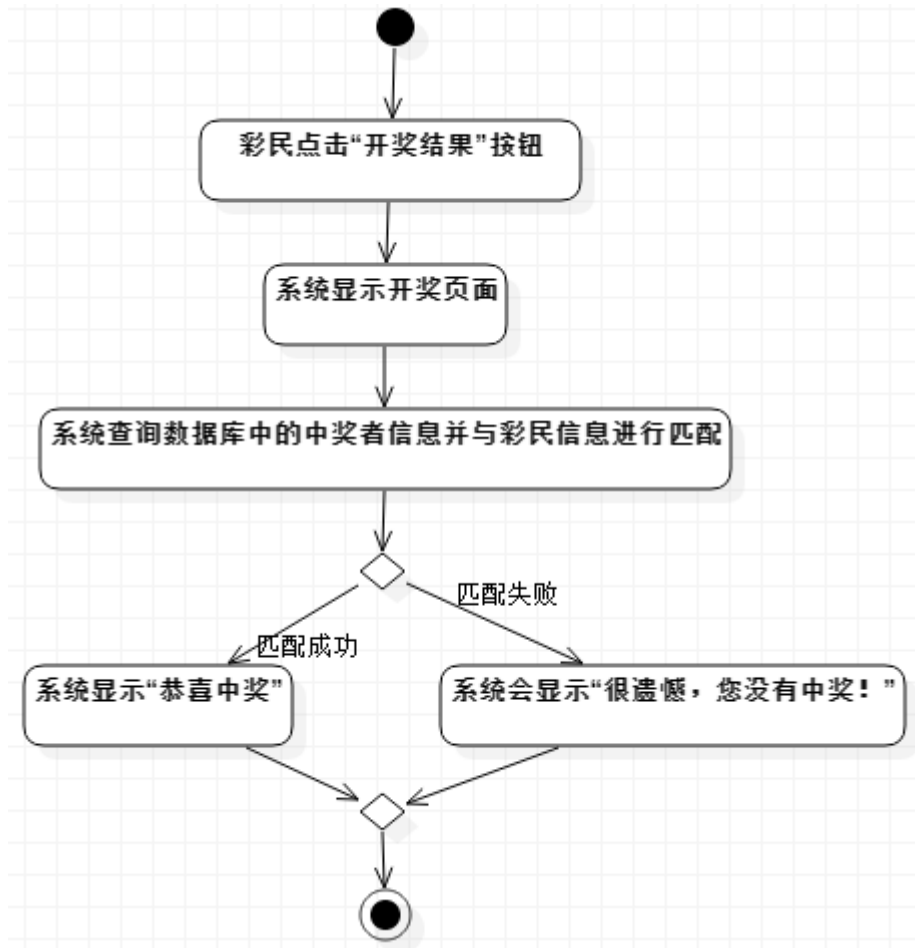 彩民点击“开奖结果”按钮
系统显示开奖页面
系统查询数据库中的中奖者信息并与彩民信息进行匹配
匹配失败
匹配成功
系统显示“恭喜中奖”
系统会显示“很遗憾，您没有中奖！”